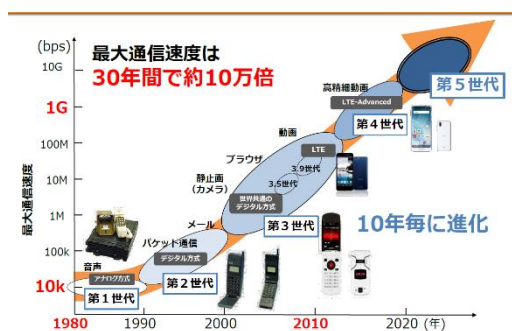 (bps)
最大通信速度は
30年間で約10万倍
10G
1G
100M
10M
1M
100k
10k
最大通信速度
第5世代
高精細動画
LTE-Advanced
第4世代
動画
LTE
3.9世代
ブラウザ
3.5世代
静止画
(カメラ)
世界共通の
デジタル方式
第3世代
10年毎に進化
メール
パケット通信
デジタル方式
第2世代
音声
アナログ方式
第1世代
1980
1990
2000
2010
2020
(年)